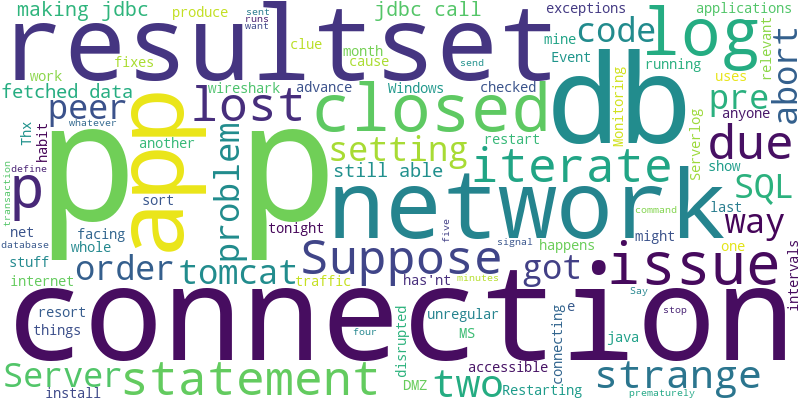 making jdbc
produce
sent
runs
want
jdbc call
exceptions
applications
resultset
clue
month
cause
mine
Event
code
log
relevant
fixes
work
wireshark
advance
Windows
checked
send
running
fetched data
peer
lost
closed
db
Monitoring
uses
pre
abort
Thx
habit
whatever
another
app
p p
problem
setting
restart
iterate
Serverlog
anyone
due
show
SQL
define
transaction
p
sort
still able
network
last
way
net
database
facing
whole
tonight
Suppose
five
signal
happens
command
might
one
stuff
internet
order
tomcat
traffic
has'nt
minutes
got
issue
Say
intervals
connection
resort
things
four
disrupted
unregular
MS
connecting
e
java
stop
accessible
Server
statement
DMZ
two
Restarting
strange
install
prematurely